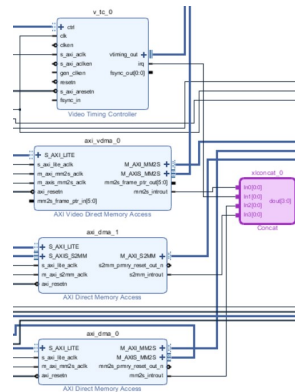 v_tc_0
ctrl
clk
clken
s_axi_aclk
s_axi_aclken
gen_clken
resetn
s_axi_aresetn
fsync_in
vtiming_out
irq
fsync_out[0:0]
Video Timing Controller
axi_vdma_0
S_AXI_LITE
s_axi_lite_aclk
m_axi_mm2s_aclk
m_axis_mm2s_aclk
axi_resetn
mm2s_frame_ptr_in[5:0]
M_AXI_MM2S
M_AXIS_MM2S
mm2s_frame_ptr_out[5:0]
mm2s_introut
AXI Video Direct Memory Access
xlconcat_0
In0[0:0]
In1[0:0]
In2[0:0]
In3[0:0]
dout[3:0]
Concat
axi_dma_1
S_AXI_LITE
S_AXIS_S2MM
s_axi_lite_aclk
m_axi_s2mm_aclk
axi_resetn
M_AXI_S2MM
s2mm_prmry_reset_out_n
s2mm_introut
AXI Direct Memory Access
axi_dma_0
S_AXI_LITE
s_axi_lite_aclk
m_axi_mm2s_aclk
axi_resetn
M_AXI_MM2S
M_AXIS_MM2S
mm2s_prmry_reset_out_n
mm2s_introut
AXI Direct Memory Access